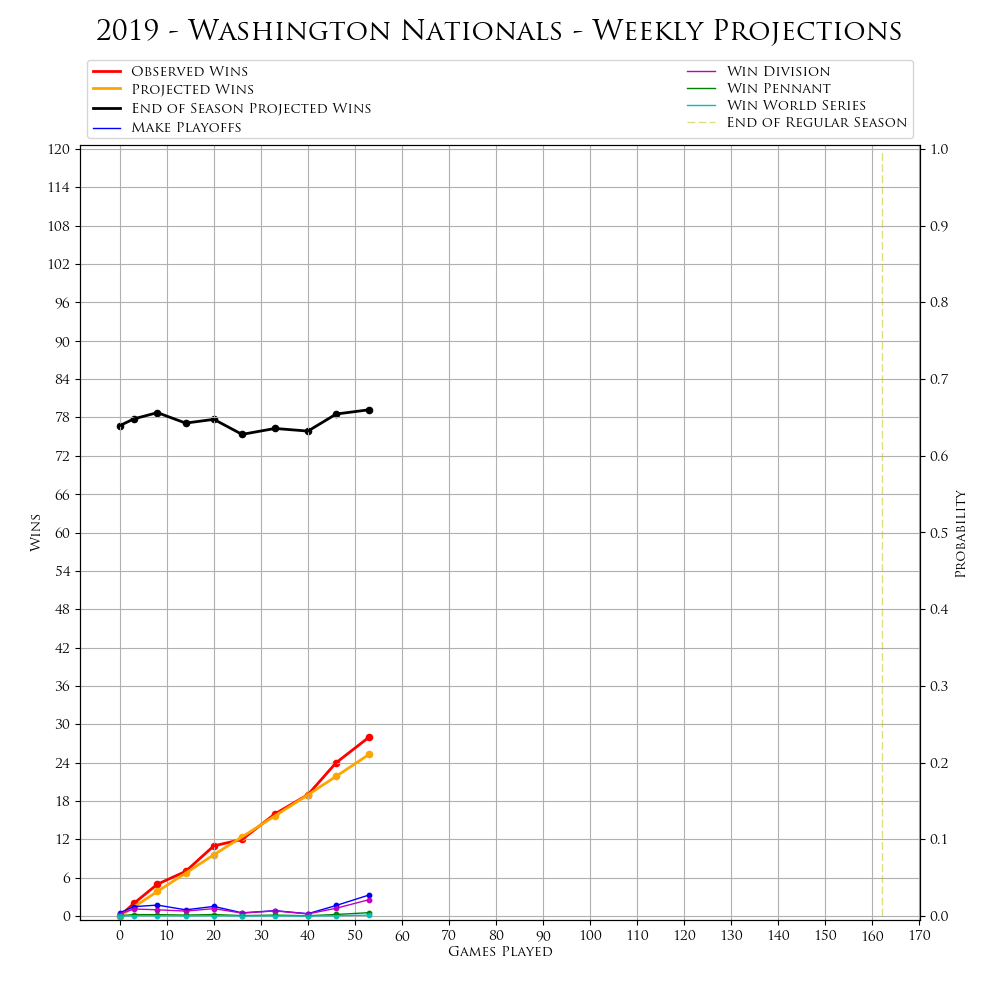 2019 - Washington Nationals - Weekly Projections
Observed Wins
Projected Wins
End of Season Projected Wins
Make Playoffs
Win Division
Win Pennant
Win World Series
End of Regular Season
120
114
108
102
96
90
84
78
72
66
60
54
48
42
36
30
24
18
12
6
0
Wins
1.0
0.9
0.8
0.7
0.6
0.5
0.4
0.3
0.2
0.1
0.0
Probability
0 10 20 30 40 50 60 70 80 90 100 110 120 130 140 150 160 170
Games Played